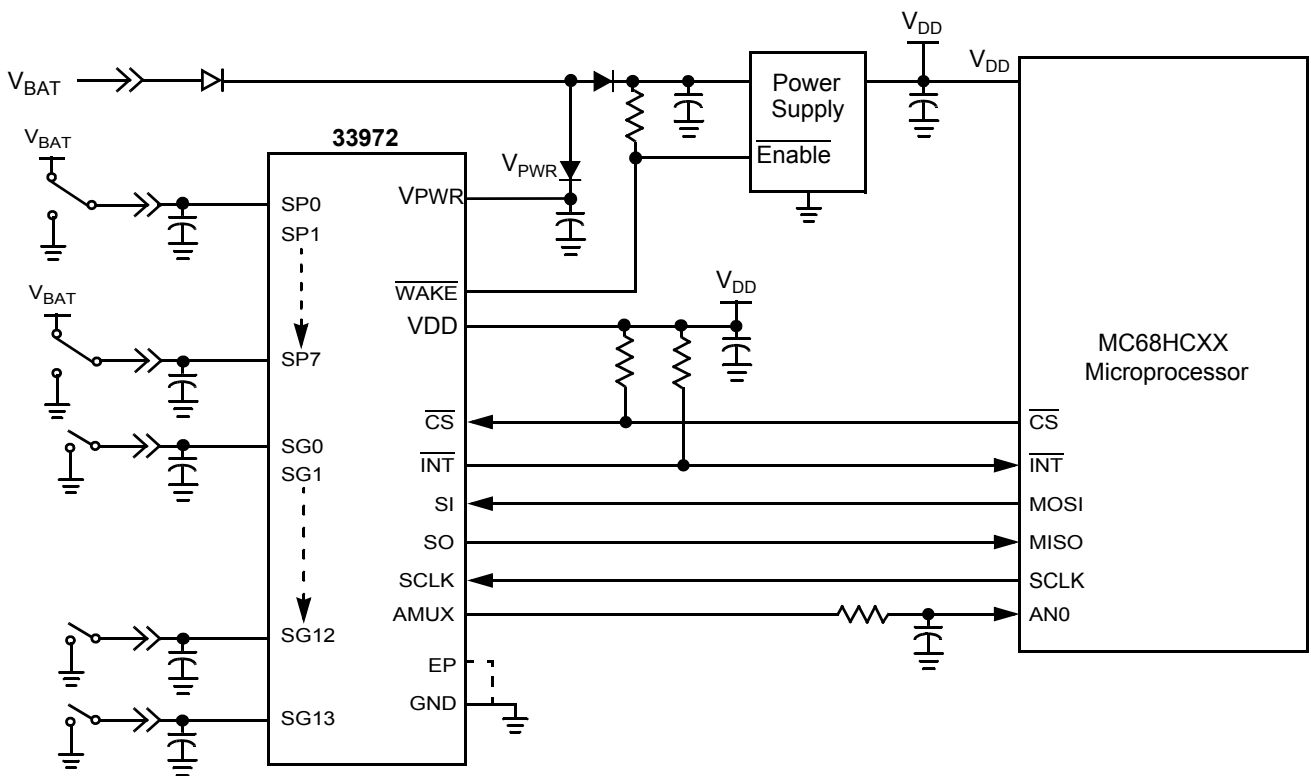 V_DD
V_BAT
V_DD
Power
Supply
Enable
V_BAT
33972
V_PWR
VPWR
SP0
SP1
WAKE
V_DD
VDD
V_BAT
SP7
MC68HCXX
Microprocessor
CS
CS
SG0
INT
INT
SG1
SI
MOSI
SO
MISO
SCLK
SCLK
AMUX
AN0
SG12
EP
GND
SG13